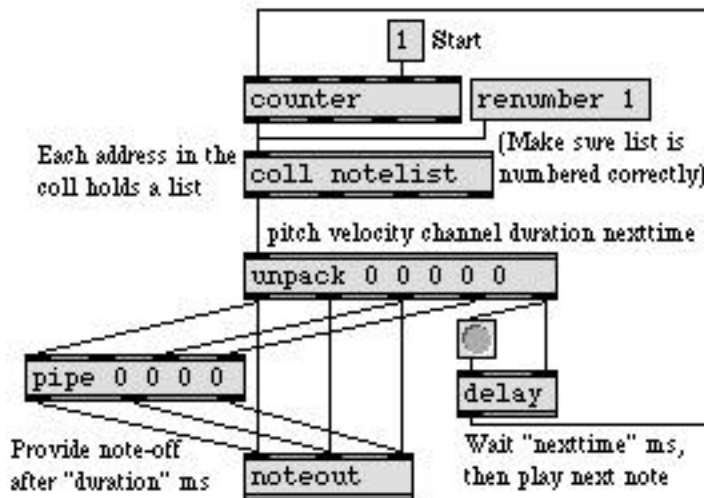 1 Start
counter
renumber 1
Each address in the
coll holds a list
coll notelist
(Make sure list is
numbered correctly)
pitch velocity channel duration nexttime
unpack 0 0 0 0 0
pipe 0 0 0 0
delay
Provide note-off
after "duration" ms
noteout
Wait "nexttime" ms,
then play next note